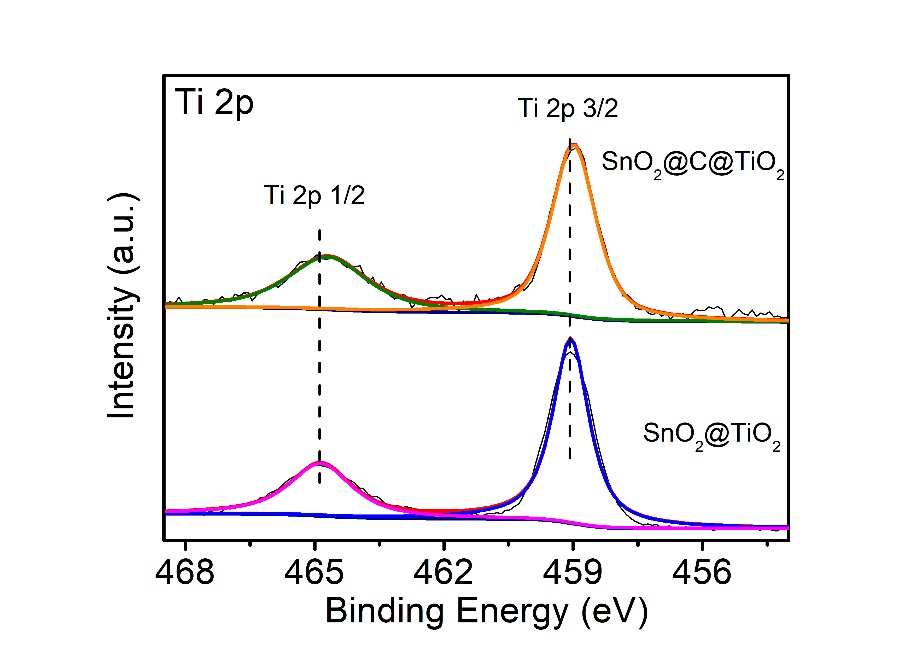 Ti 2p
Ti 2p 3/2
SnO₂@C@TiO₂
Ti 2p 1/2
SnO₂@TiO₂
Intensity (a.u.)
468 465 462 459 456
Binding Energy (eV)